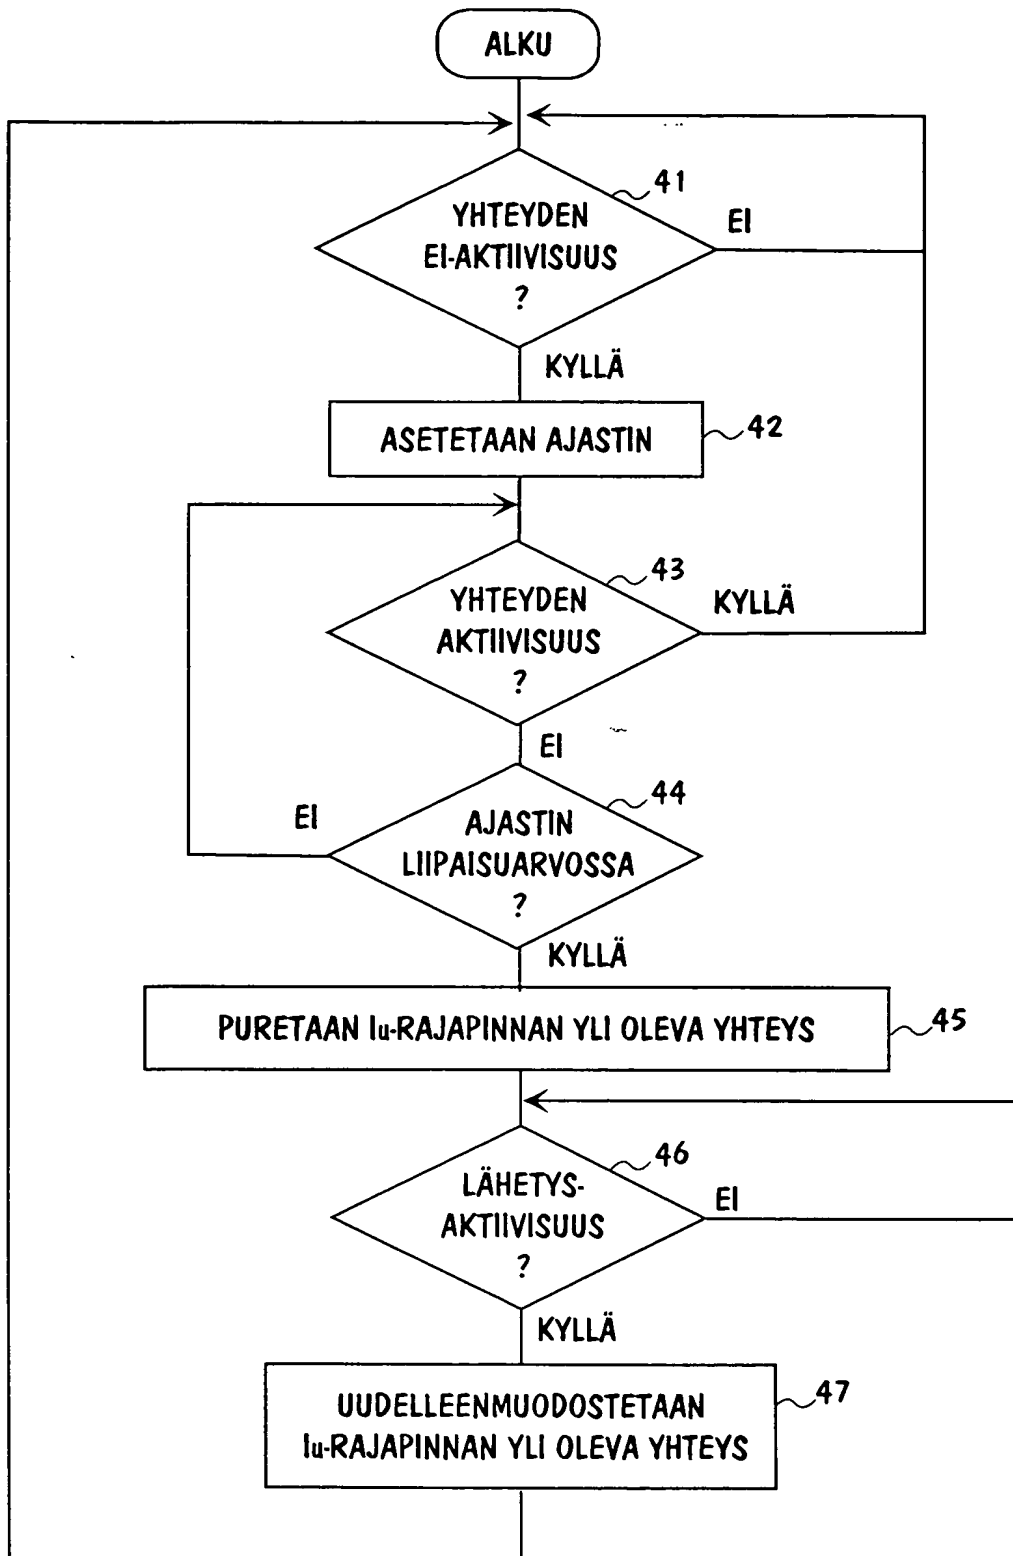 ALKU
41
YHTEYDEN
EI-AKTIIVISUUS
?
EI
KYLLÄ
ASETETAAN AJASTIN
42
43
YHTEYDEN
AKTIIVISUUS
?
KYLLÄ
EI
44
AJASTIN
LIIPAISUARVOSSA
?
EI
KYLLÄ
PURETAAN Iu-RAJAPINNAN YLI OLEVA YHTEYS
45
46
LÄHETYS-
AKTIIVISUUS
?
EI
KYLLÄ
47
UUDELLEENMUODOSTETAAN
Iu-RAJAPINNAN YLI OLEVA YHTEYS